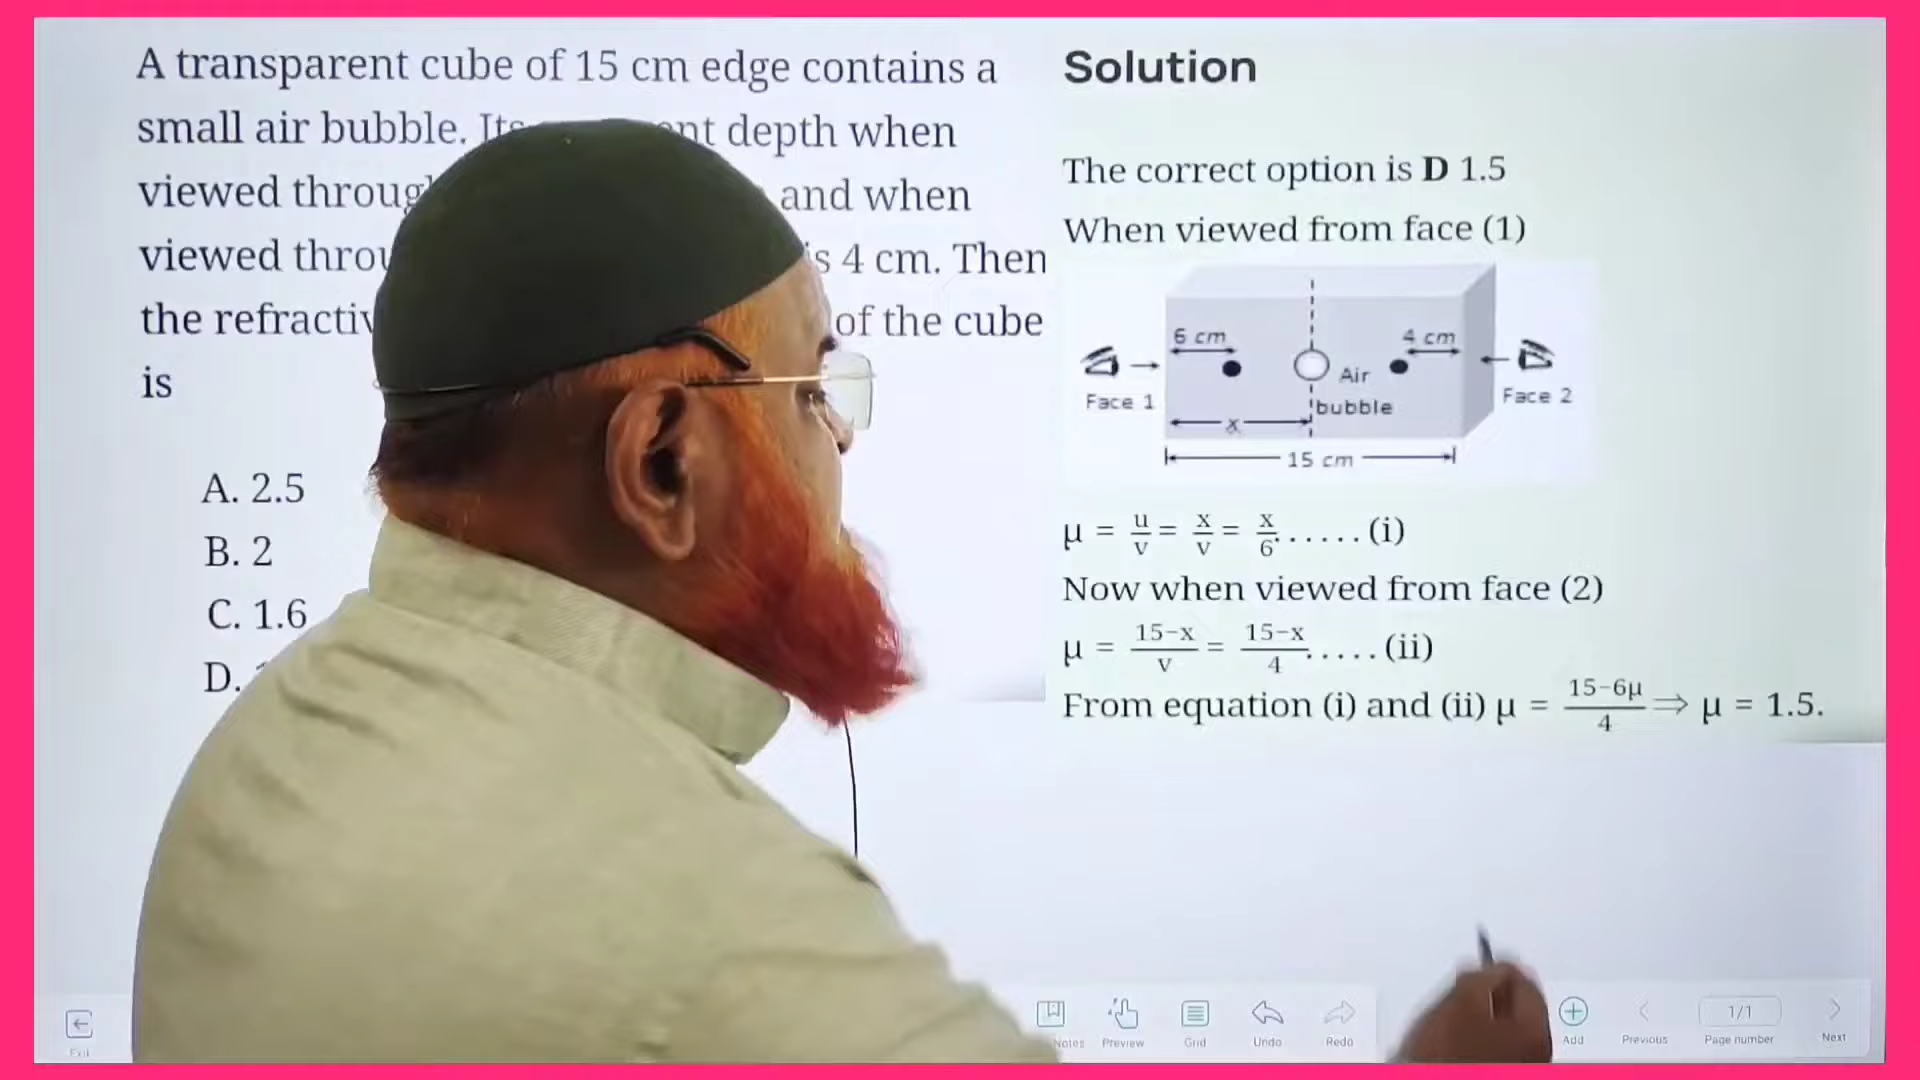 A transparent cube of 15 cm edge contains a
small air bubble. Its depth when
viewed through and when
viewed is 4 cm. Then
the of the cube
is
A. 2.5
B. 2
C. 1.6
D.
Solution
The correct option is D 1.5
When viewed from face (1)
6 cm
4 cm
Air
bubble
Face 1
Face 2
x
15 cm
μ = u/v = x/v = x/6 ...... (i)
Now when viewed from face (2)
μ = 15−x/v = 15−x/4 ..... (ii)
From equation (i) and (ii) μ = 15−6μ/4 ⇒ μ = 1.5.
Exit
Notes
Preview
Grid
Undo
Redo
Add
Previous
1/1
Page number
Next